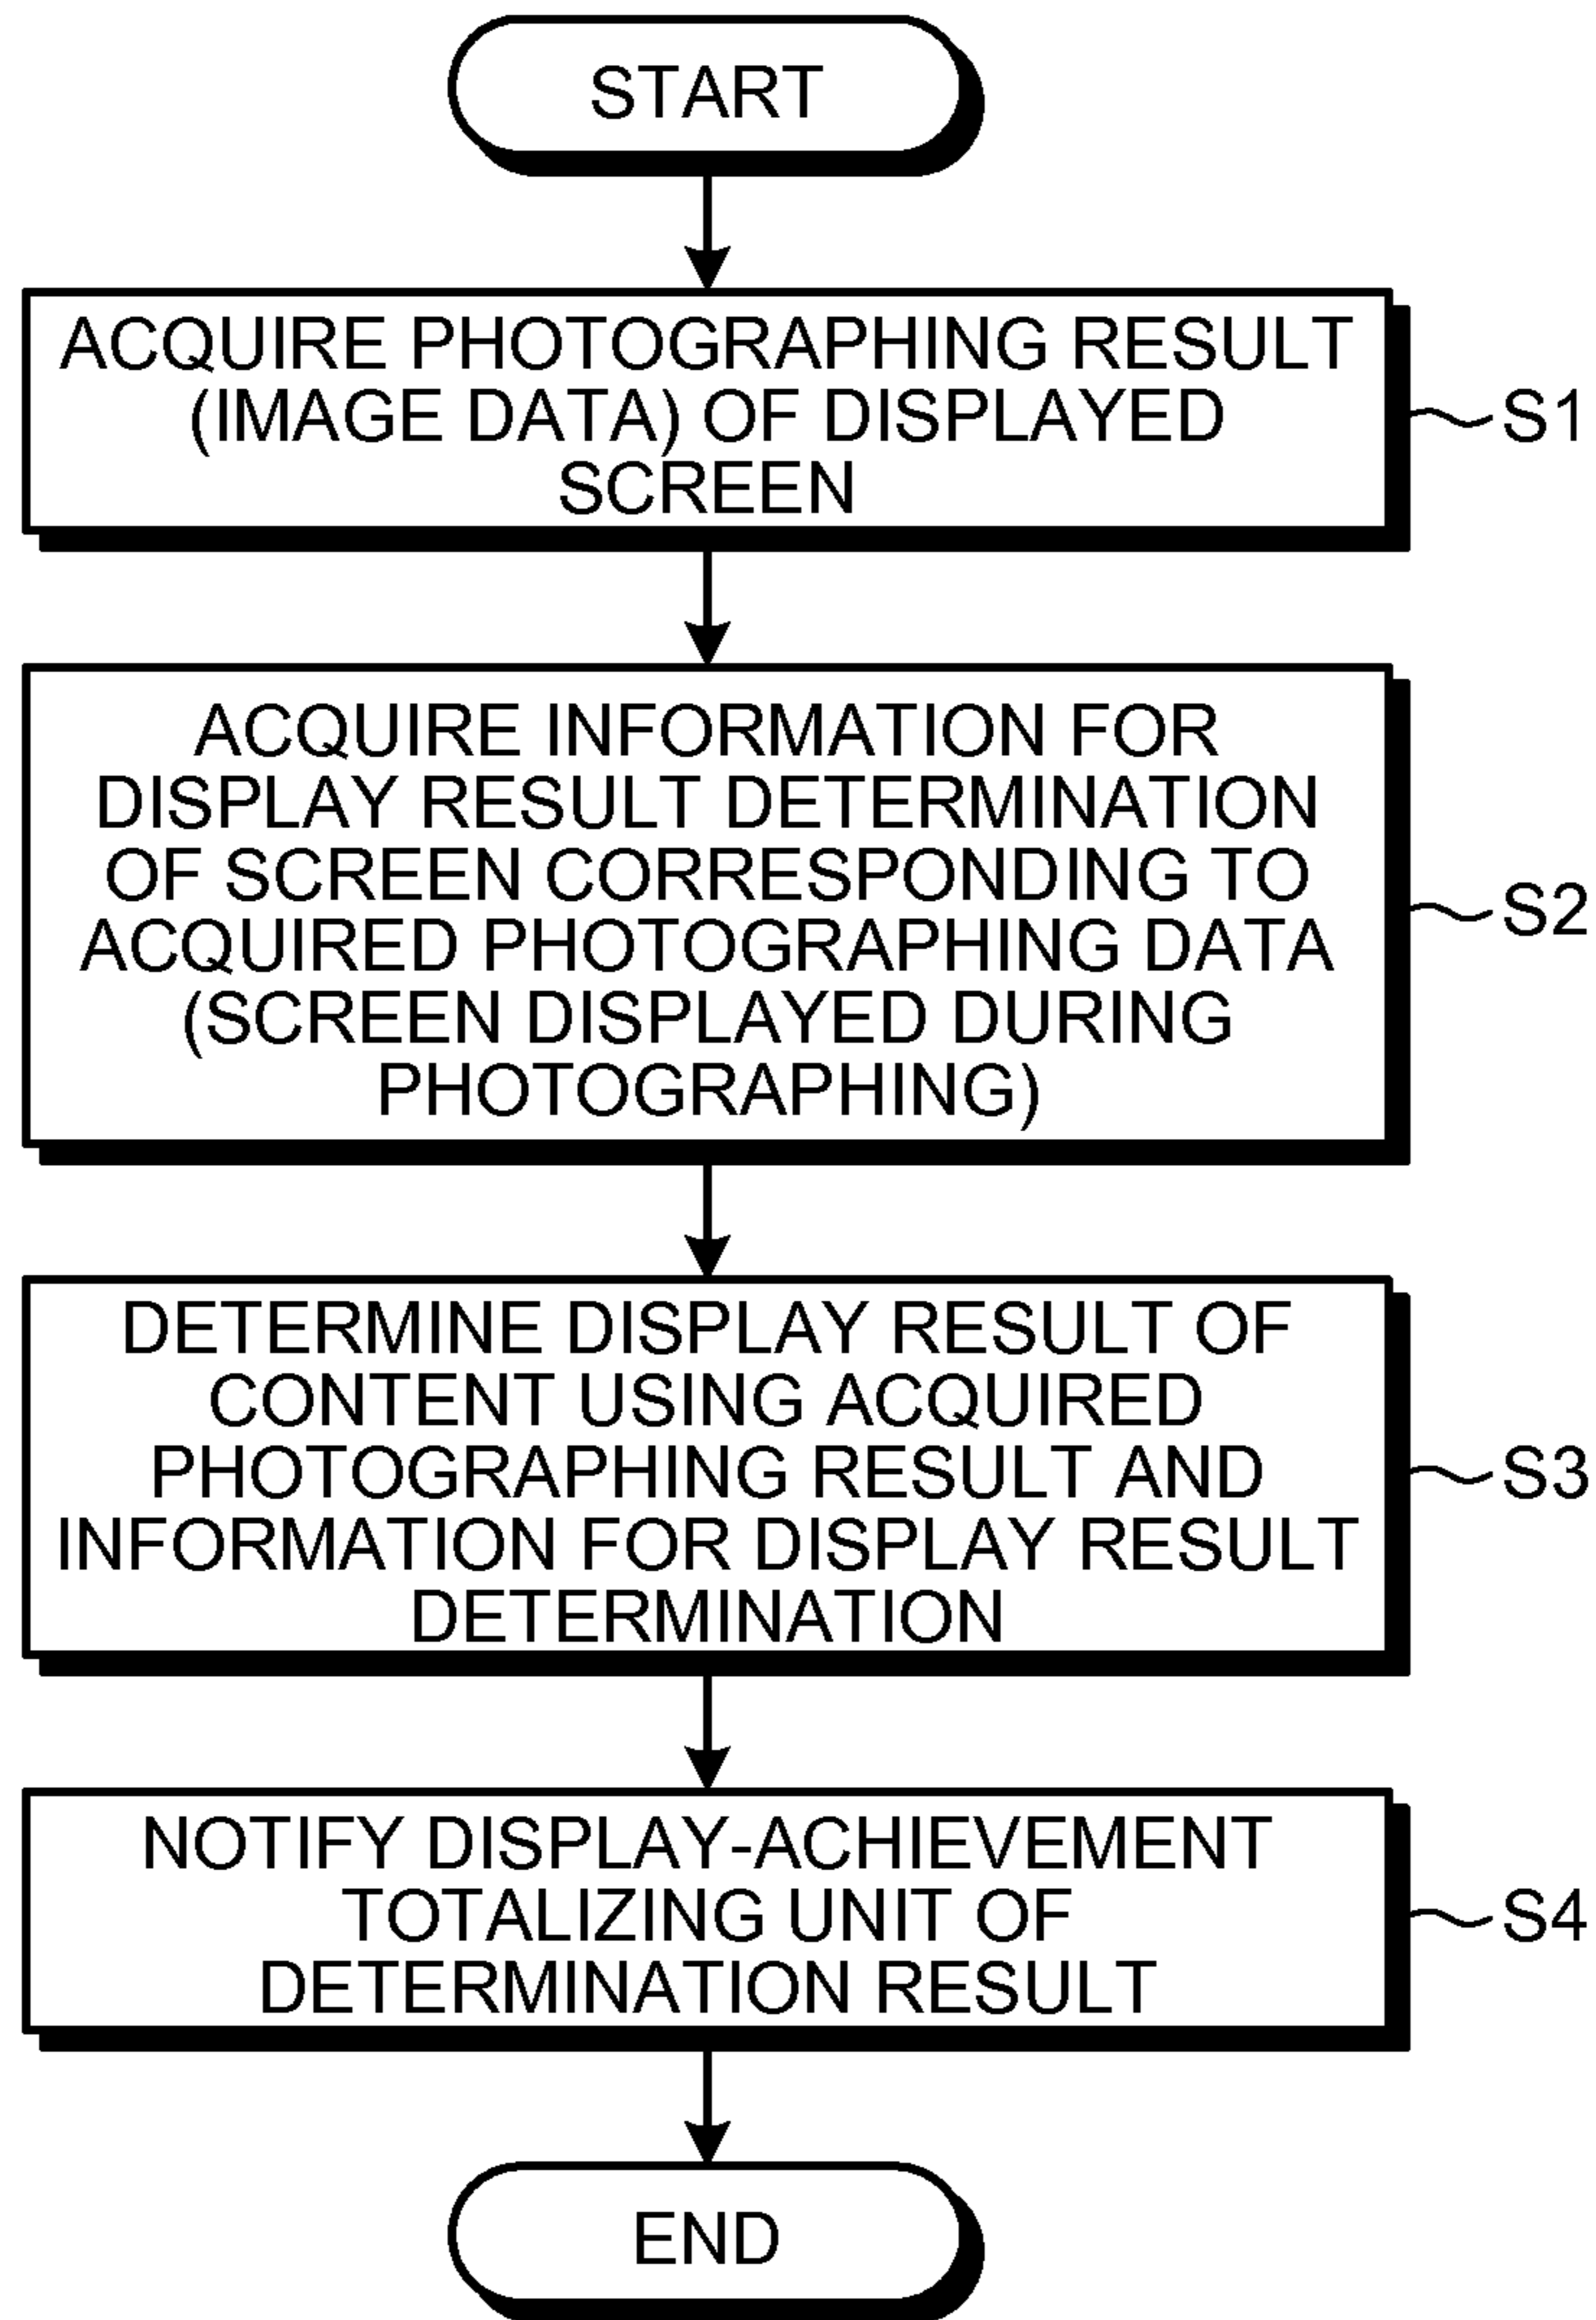 START
ACQUIRE PHOTOGRAPHING RESULT
(IMAGE DATA) OF DISPLAYED
SCREEN
S1
ACQUIRE INFORMATION FOR
DISPLAY RESULT DETERMINATION
OF SCREEN CORRESPONDING TO
ACQUIRED PHOTOGRAPHING DATA
(SCREEN DISPLAYED DURING
PHOTOGRAPHING)
S2
DETERMINE DISPLAY RESULT OF
CONTENT USING ACQUIRED
PHOTOGRAPHING RESULT AND
INFORMATION FOR DISPLAY RESULT
DETERMINATION
S3
NOTIFY DISPLAY-ACHIEVEMENT
TOTALIZING UNIT OF
DETERMINATION RESULT
S4
END